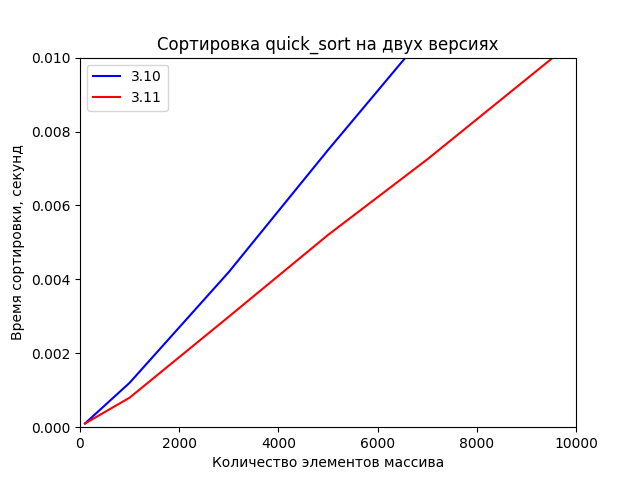 Сортировка quick_sort на двух версиях
0.010
0.008
0.006
0.004
0.002
0.000
Время сортировки, секунд
3.10
3.11
0 2000 4000 6000 8000 10000
Количество элементов массива